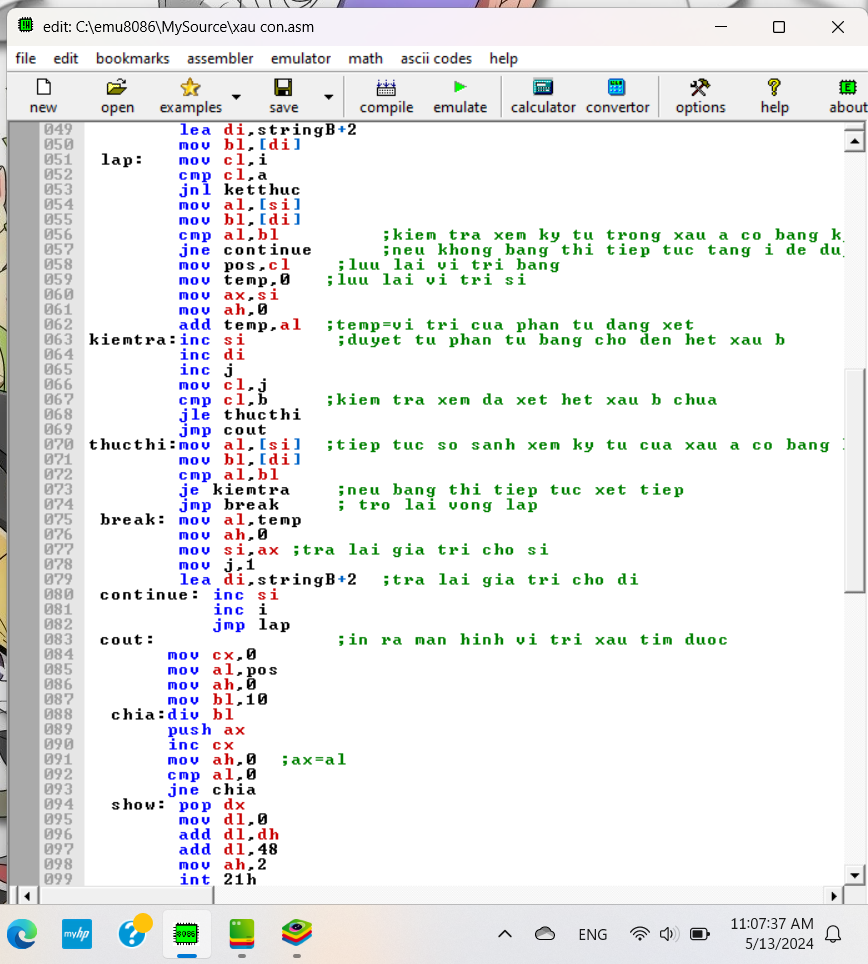 edit: C:\emu8086\MySource\xau con.asm
file edit bookmarks assembler emulator math ascii codes help
new open examples save compile emulate calculator convertor options help about
049 lea di,stringB+2
050 mov bl,[di]
051 lap: mov cl,i
052 cmp cl,a
053 jnl ketthuc
054 mov al,[si]
055 mov bl,[di]
056 cmp al,bl ;kiem tra xem ky tu trong xau a co bang k
057 jne continue ;neu khong bang thi tiep tuc tang i de du
058 mov pos,cl ;luu lai vi tri bang
059 mov temp,0 ;luu lai vi tri si
060 mov ax,si
061 mov ah,0
062 add temp,al ;temp=vi tri cua phan tu dang xet
063 kiemtra:inc si ;duyet tu phan tu bang cho den het xau b
064 inc di
065 inc j
066 mov cl,j
067 cmp cl,b ;kiem tra xem da xet het xau b chua
068 jle thucthi
069 jmp cout
070 thucthi:mov al,[si] ;tiep tuc so sanh xem ky tu cua xau a co bang
071 mov bl,[di]
072 cmp al,bl
073 je kiemtra ;neu bang thi tiep tuc xet tiep
074 jmp break ; tro lai vong lap
075 break: mov al,temp
076 mov ah,0
077 mov si,ax ;tra lai gia tri cho si
078 mov j,1
079 lea di,stringB+2 ;tra lai gia tri cho di
080 continue: inc si
081 inc i
082 jmp lap
083 cout: ;in ra man hinh vi tri xau tim duoc
084 mov cx,0
085 mov al,pos
086 mov ah,0
087 mov bl,10
088 chia:div bl
089 push ax
090 inc cx
091 mov ah,0 ;ax=al
092 cmp al,0
093 jne chia
094 show: pop dx
095 mov dl,0
096 add dl,dh
097 add dl,48
098 mov ah,2
099 int 21h
myhp
8086
ENG
11:07:37 AM
5/13/2024